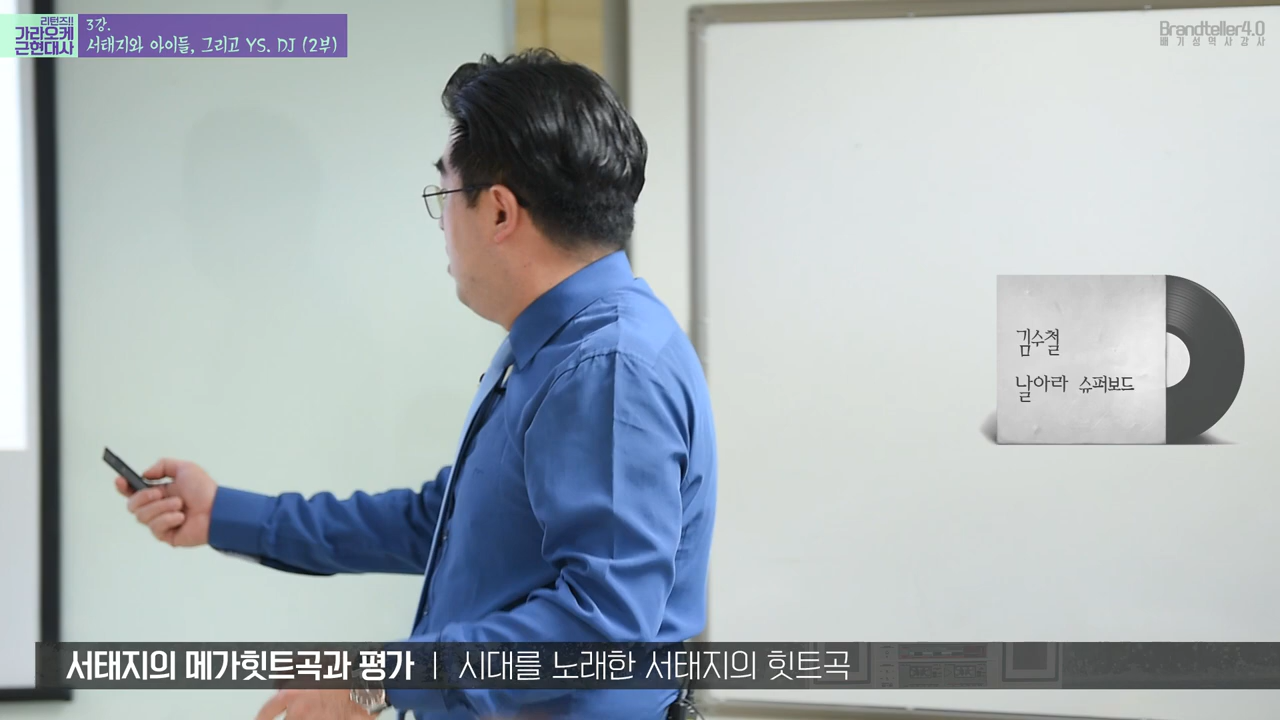 리턴즈!!
가라오케
근현대사
3강.
서태지와 아이들, 그리고 YS. DJ (2부)
Brandteller4.0
배기성역사강사
김수철
날아라 슈퍼보드
서태지의 메가힛트곡과 평가 | 시대를 노래한 서태지의 힛트곡